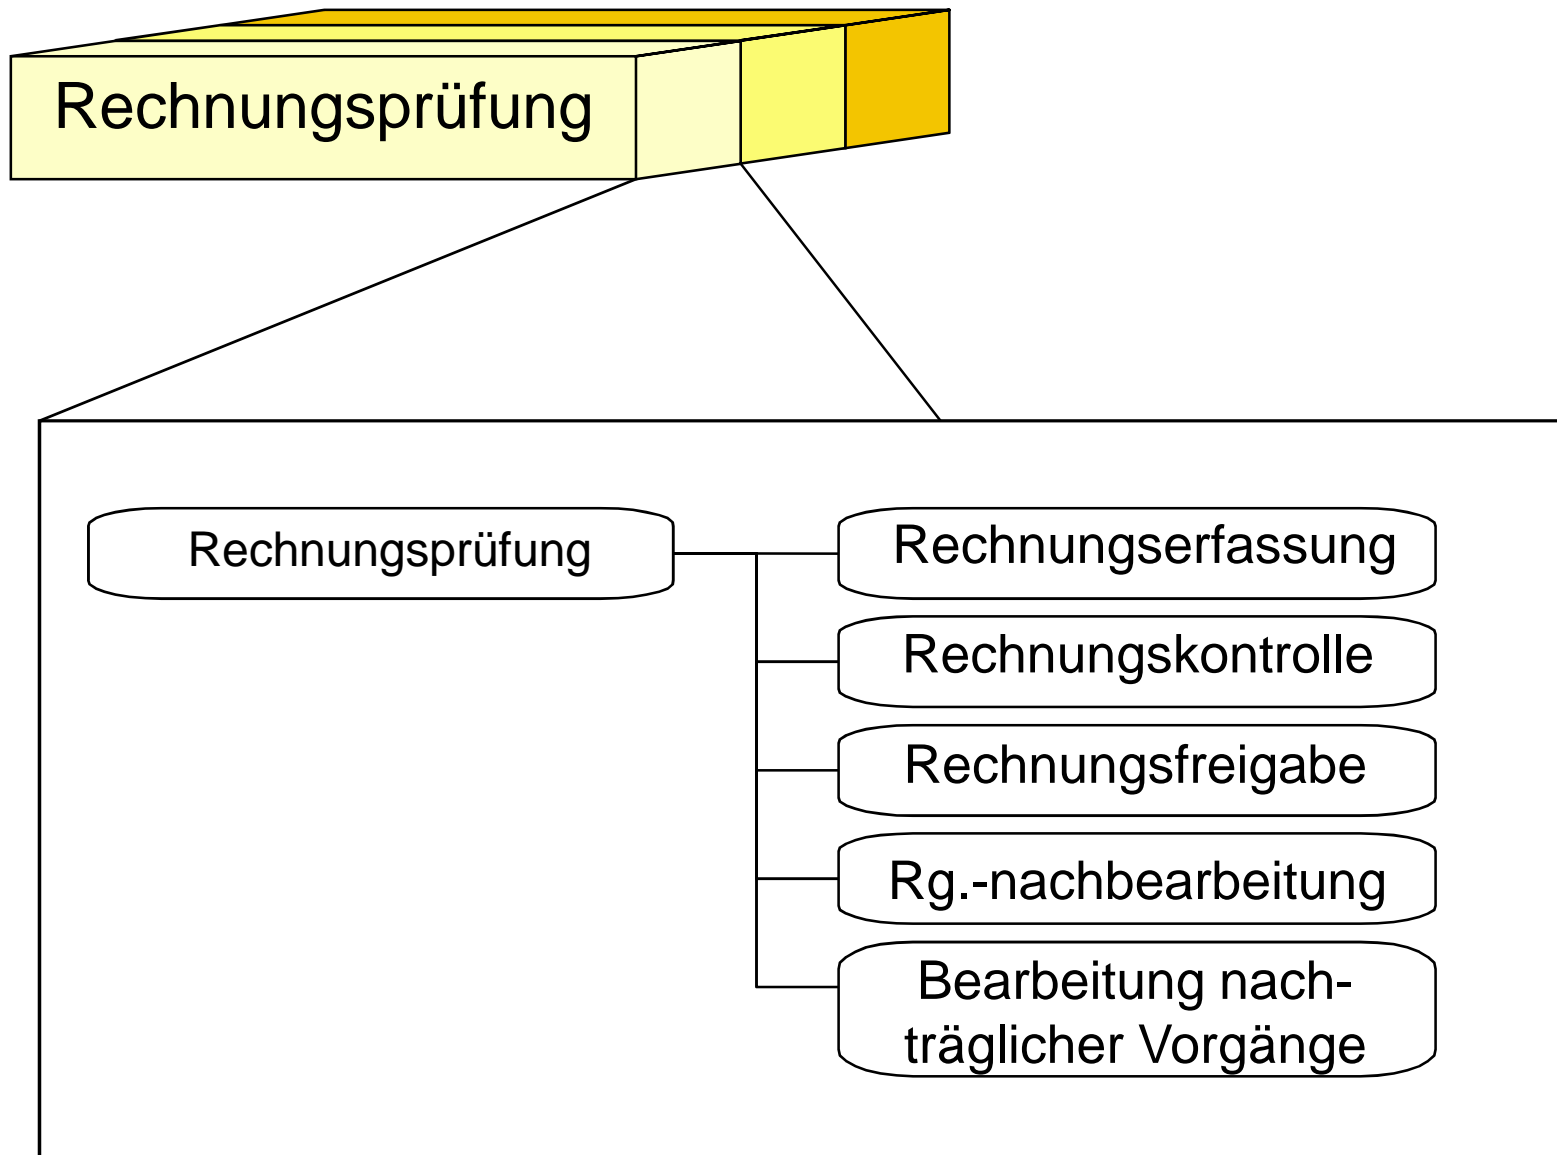 Rechnungsprüfung
Rechnungsprüfung
Rechnungserfassung
Rechnungskontrolle
Rechnungsfreigabe
Rg.-nachbearbeitung
Bearbeitung nach-
träglicher Vorgänge